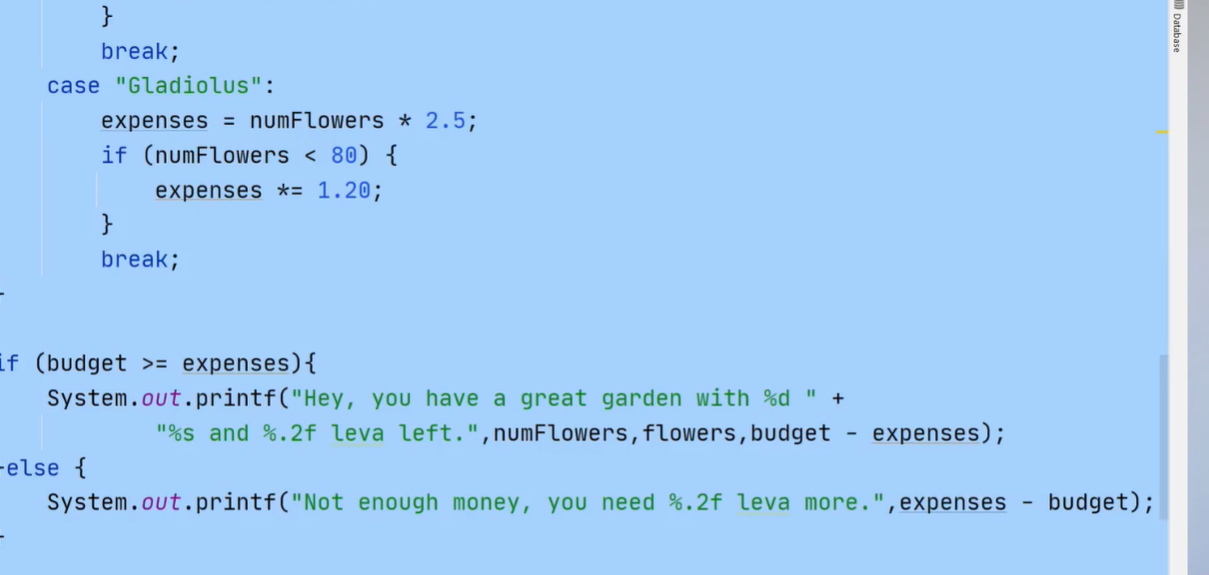 }
break;
case "Gladiolus":
expenses = numFlowers * 2.5;
if (numFlowers < 80) {
expenses *= 1.20;
}
break;
if (budget >= expenses){
System.out.printf("Hey, you have a great garden with %d " +
"%s and %.2f leva left.",numFlowers,flowers,budget - expenses);
else {
System.out.printf("Not enough money, you need %.2f leva more.",expenses - budget);
Database